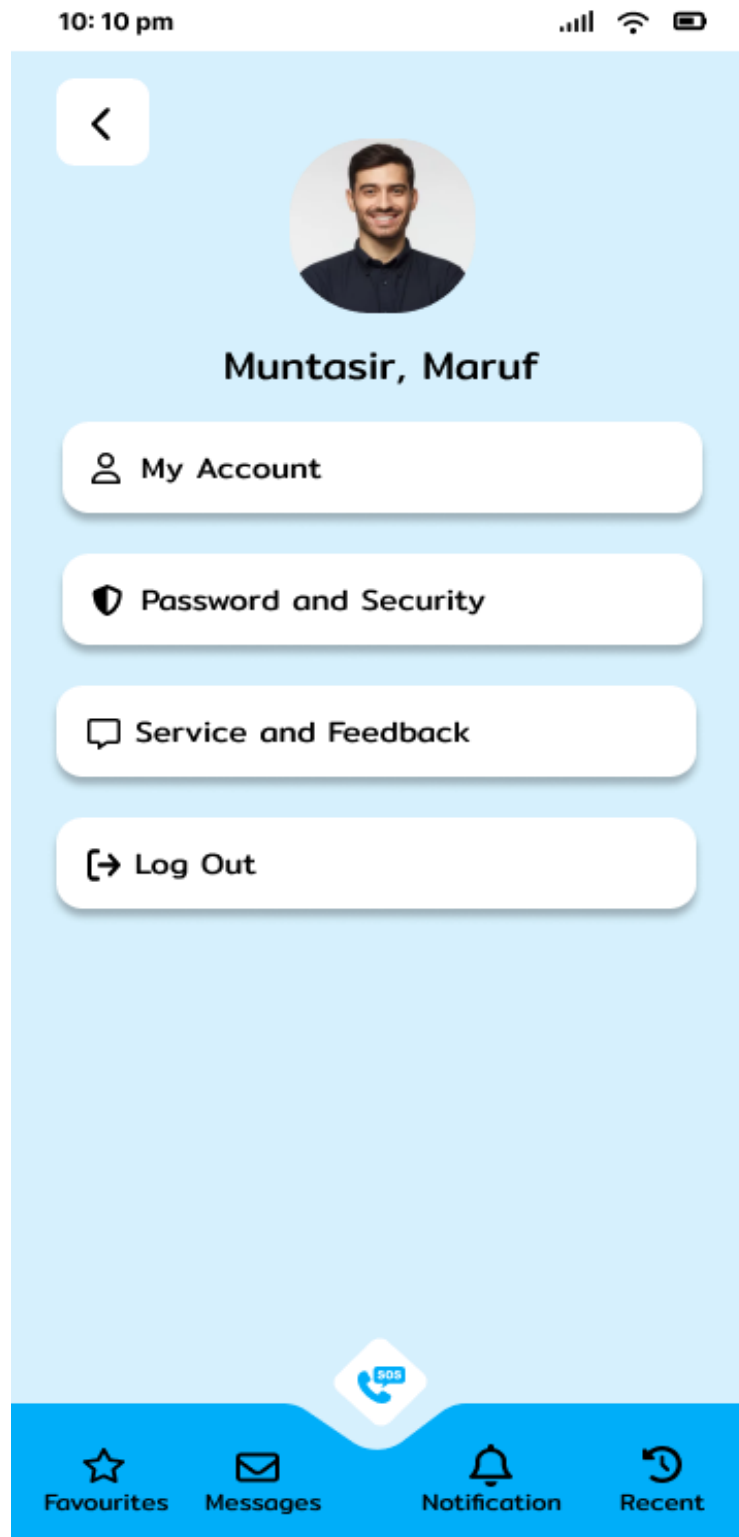 10:10 pm
Muntasir, Maruf
My Account
Password and Security
Service and Feedback
Log Out
SOS
Favourites Messages Notification Recent